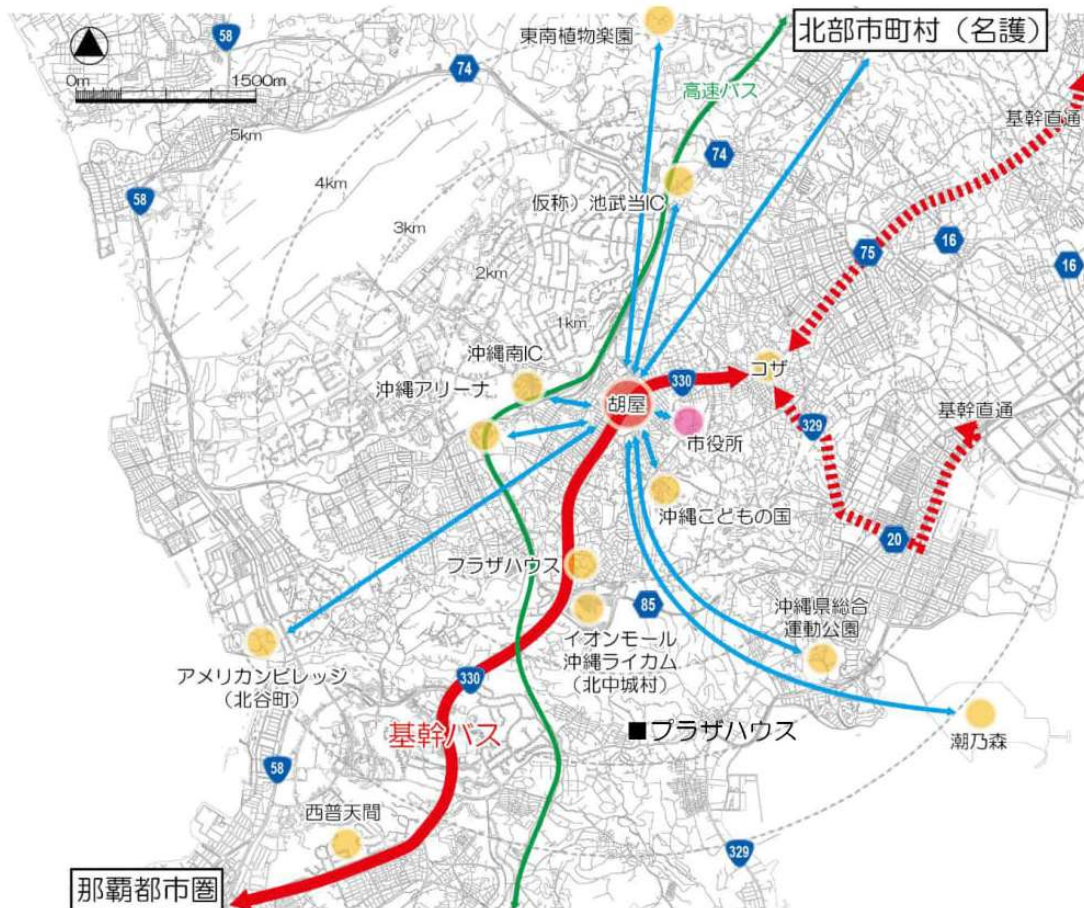 東南植物楽園
北部市町村（名護）
58
0m
1500m
74
高速バス
5km
基幹直通
74
4km
58
仮称）池武当IC
3km
16
75
16
2km
1km
沖縄南IC
コザ
330
沖縄アリーナ
胡屋
329
基幹直通
市役所
沖縄こどもの国
20
プラザハウス
85
沖縄県総合
運動公園
イオンモール
沖縄ライカム
（北中城村）
アメリカンビレッジ
（北谷町）
330
基幹バス
■プラザハウス
潮乃森
58
西普天間
329
那覇都市圏